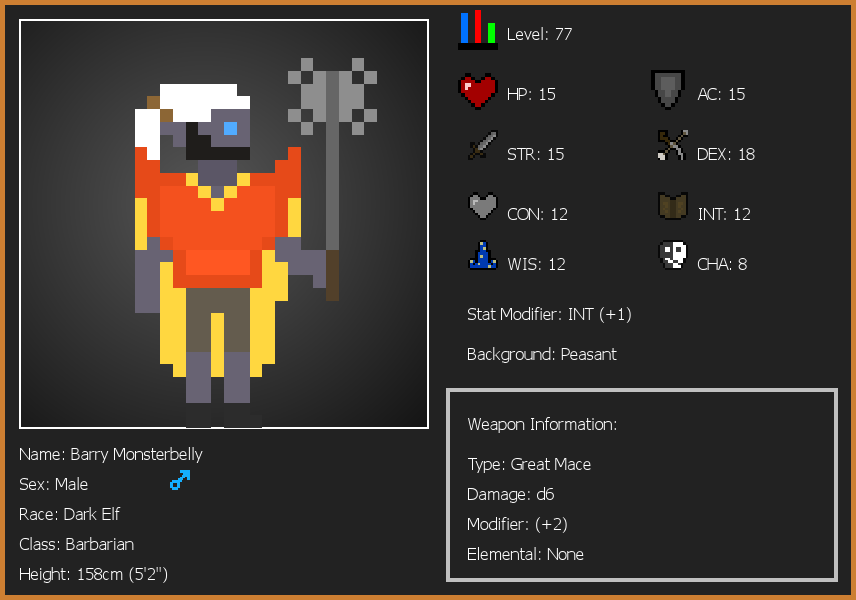 Level: 77
HP: 15
AC: 15
STR: 15
DEX: 18
CON: 12
INT: 12
WIS: 12
CHA: 8
Stat Modifier: INT (+1)
Background: Peasant
Weapon Information:
Type: Great Mace
Damage: d6
Modifier: (+2)
Elemental: None
Name: Barry Monsterbelly
Sex: Male
Race: Dark Elf
Class: Barbarian
Height: 158cm (5'2")